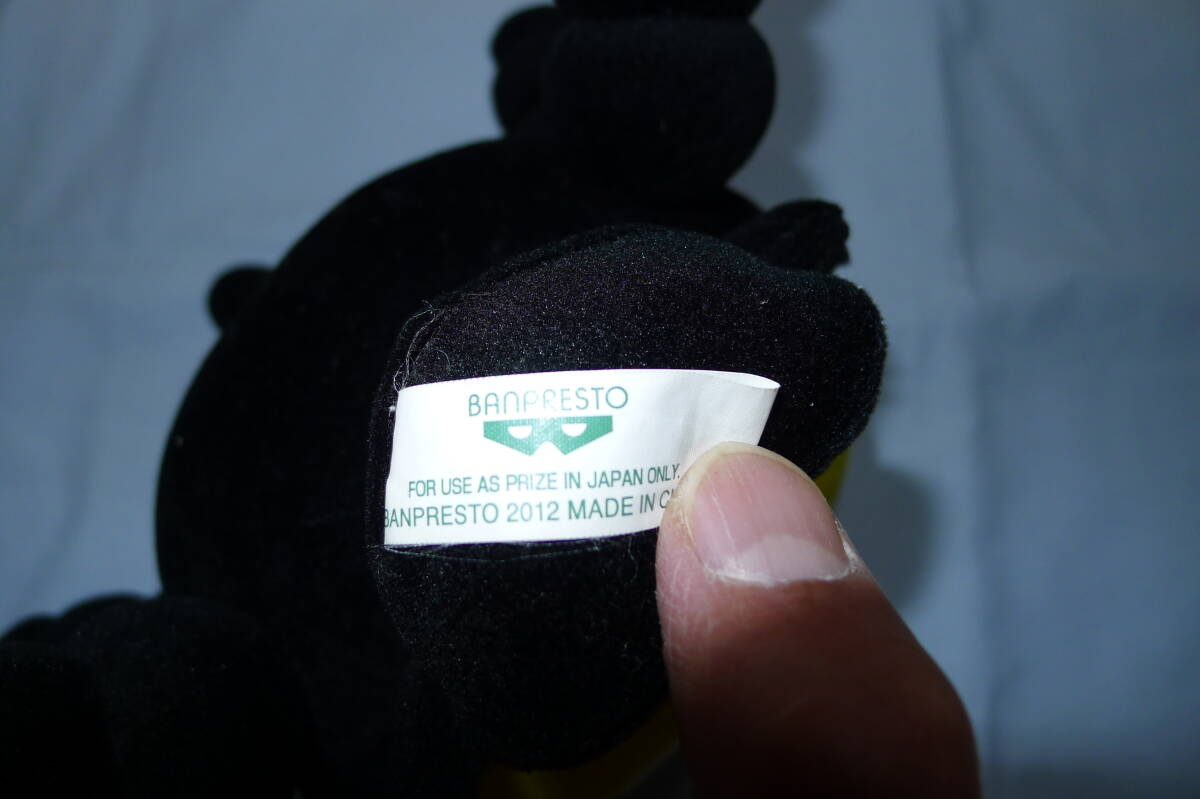 BANPRESTO
FOR USE AS PRIZE IN JAPAN ONLY.
BANPRESTO 2012 MADE IN